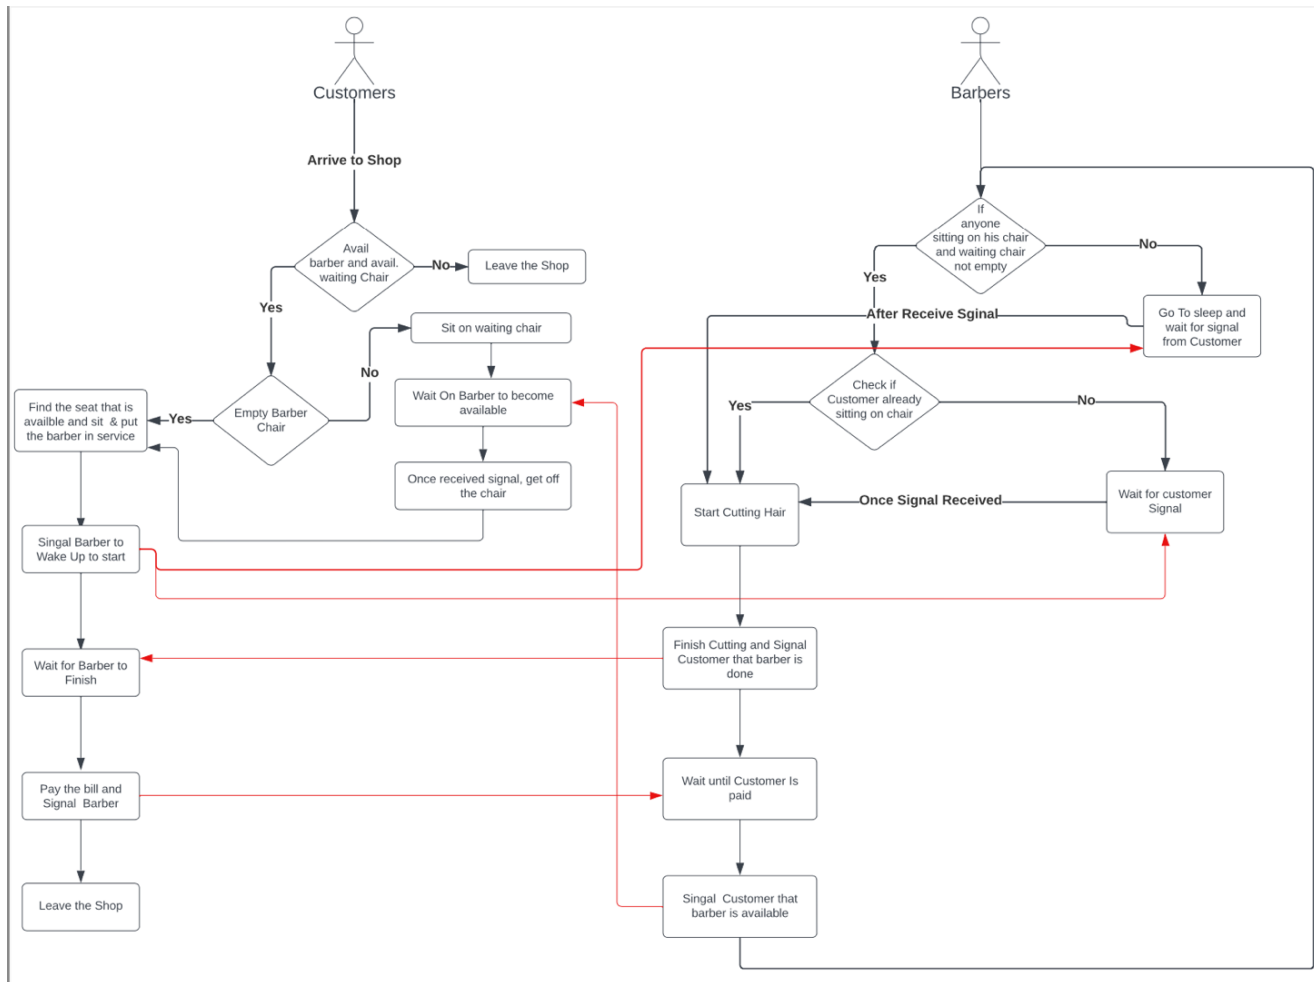 Customers
Barbers
Arrive to Shop
Avail
barber and avail.
waiting Chair
No
Leave the Shop
Yes
Sit on waiting chair
No
Wait On Barber to become
available
Empty Barber
Chair
Yes
Find the seat that is
availble and sit & put
the barber in service
Once received signal, get off
the chair
Singal Barber to
Wake Up to start
Wait for Barber to
Finish
Pay the bill and
Signal Barber
Leave the Shop
If
anyone
sitting on his chair
and waiting chair
not empty
No
Yes
Go To sleep and
wait for signal
from Customer
After Receive Sginal
Check if
Customer already
sitting on chair
Yes
No
Start Cutting Hair
Once Signal Received
Wait for customer
Signal
Finish Cutting and Signal
Customer that barber is
done
Wait until Customer Is
paid
Singal Customer that
barber is available